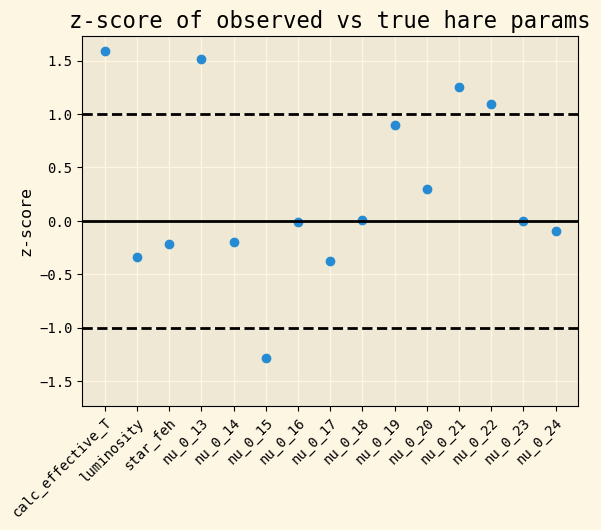 z-score of observed vs true hare params
z-score
1.5
1.0
0.5
0.0
−0.5
−1.0
−1.5
calc_effective_T
luminosity
star_feh
nu_0_13
nu_0_14
nu_0_15
nu_0_16
nu_0_17
nu_0_18
nu_0_19
nu_0_20
nu_0_21
nu_0_22
nu_0_23
nu_0_24